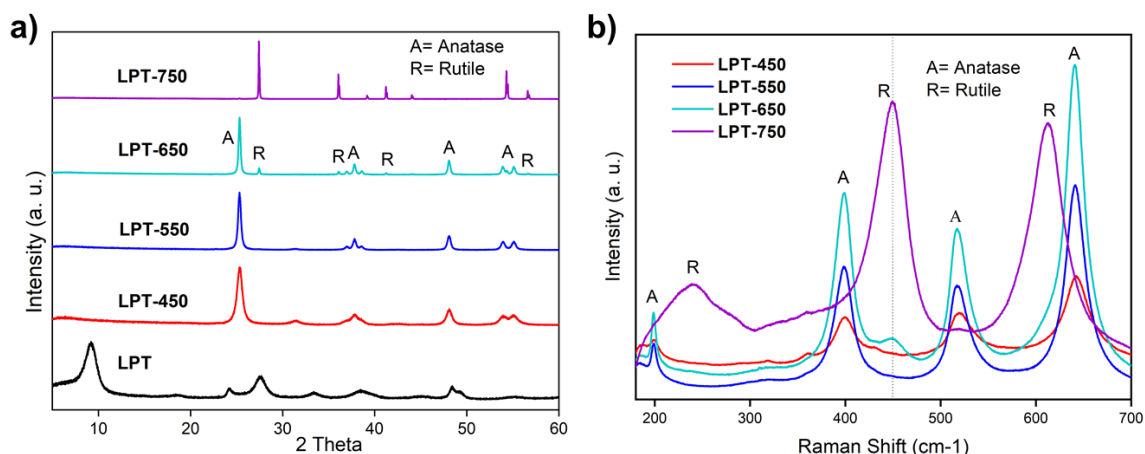 a)
A= Anatase
R= Rutile
LPT-750
LPT-650
A
R
R
A
R
A
A
R
LPT-550
LPT-450
LPT
Intensity (a. u.)
10
20
30
40
50
60
2 Theta
b)
LPT-450
LPT-550
LPT-650
LPT-750
A= Anatase
R= Rutile
A
R
A
R
A
R
A
Intensity (a. u.)
200
300
400
500
600
700
Raman Shift (cm-1)